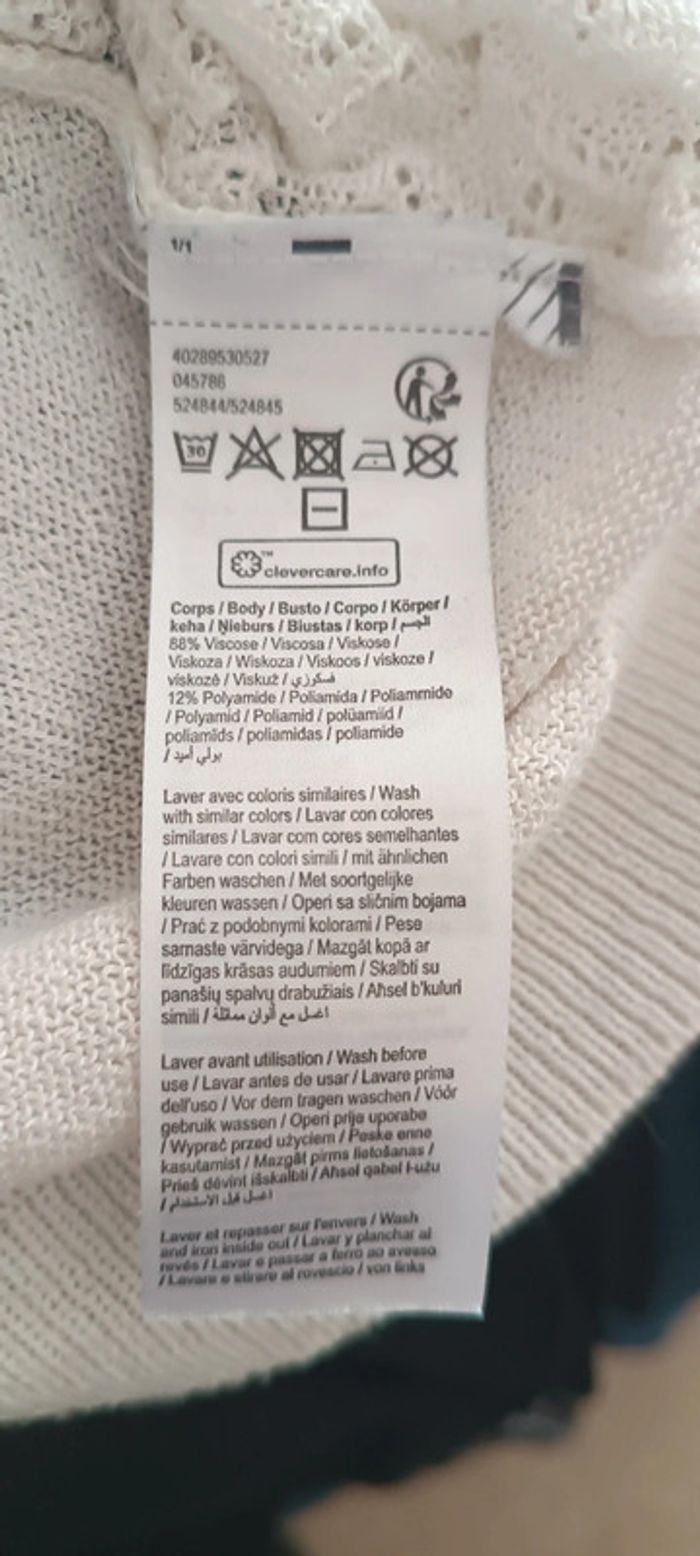 1/1
40289530527
045786
524844/524845
30
™
clevercare.info
Corps / Body / Busto / Corpo / Körper /
keha / Ņieburs / Biustas / korp / الجسم
88% Viscose / Viscosa / Viskose /
Viskoza / Wiskoza / Viskoos / viskoze /
viskozė / Viskuż / فسكوزي
12% Polyamide / Poliamida / Poliammide
/ Polyamid / Poliamid / polüamiid /
poliamīds / poliamidas / poliamide
/ بولي أميد
Laver avec coloris similaires / Wash
with similar colors / Lavar con colores
similares / Lavar com cores semelhantes
/ Lavare con colori simili / mit ähnlichen
Farben waschen / Met soortgelijke
kleuren wassen / Operi sa sličnim bojama
/ Prać z podobnymi kolorami / Pese
samaste värvidega / Mazgāt kopā ar
līdzīgas krāsas audumiem / Skalbti su
panašių spalvų drabužiais / Aħsel b'kuluri
simili / اغسل مع ألوان مماثلة
Laver avant utilisation / Wash before
use / Lavar antes de usar / Lavare prima
dell'uso / Vor dem tragen waschen / Vóór
gebruik wassen / Operi prije uporabe
/ Wyprać przed użyciem / Peske enne
kasutamist / Mazgāt pirms lietošanas /
Prieš dėvint išskalbti / Aħsel qabel l-użu
/ اغسل قبل الاستخدام
Laver et repasser sur l'envers / Wash
and iron inside out / Lavar y planchar al
revés / Lavar e passar a ferro ao avesso
/ Lavare e stirare al rovescio / von links